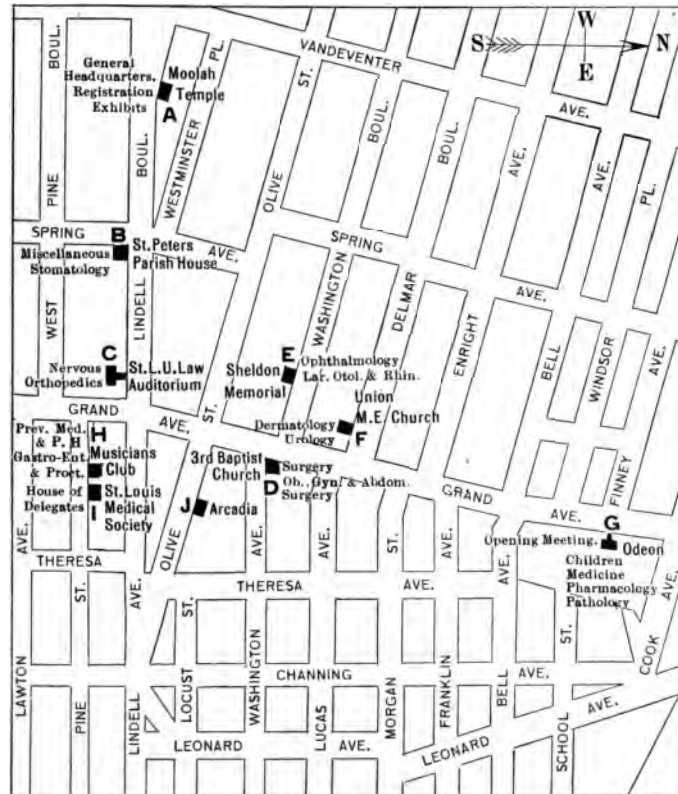 BOUL.
PL.
VANDEVENTER
AVE.
W
S
N
E
General
Headquarters.
Registration
Exhibits
Moolah
Temple
A
ST.
BOUL.
BOUL.
AVE.
AVE.
PL.
PINE
BOUL.
WESTMINSTER
OLIVE
SPRING
AVE.
SPRING
AVE.
B
Miscellaneous
Stomatology
St. Peters
Parish House
WEST
LINDELL
WASHINGTON
DELMAR
ENRIGHT
BELL
WINDSOR
AVE.
C
Nervous
Orthopedics
St. L. U. Law
Auditorium
E
Sheldon
Memorial
Ophthalmology
Lar. Otol. & Rhin.
Union
M. E. Church
Dermatology
Urology
F
GRAND
AVE.
ST.
GRAND
AVE.
FINNEY
Prev. Med.
& P. H
Gastro-Ent.
& Proct.
H
Musicians
Club
House of
Delegates
I
St. Louis
Medical
Society
3rd Baptist
Church
D
Surgery
Ob., Gyn. & Abdom.
Surgery
J
Arcadia
G
Opening Meeting.
Odeon
Children
Medicine
Pharmacology
Pathology
AVE.
THERESA
OLIVE
AVE.
AVE.
ST.
AVE.
AVE.
THERESA
AVE.
ST.
AVE.
ST.
ST.
AVE.
COOK
LAWTON
PINE
LINDELL
LOCUST
WASHINGTON
CHANNING
AVE.
LUCAS
MORGAN
FRANKLIN
BELL
SCHOOL
LEONARD
AVE.
LEONARD
AVE.